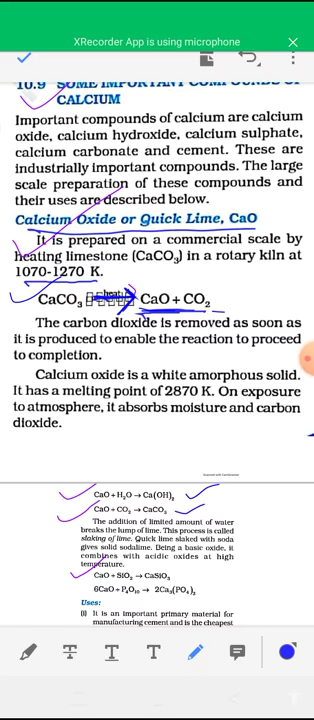 XRecorder App is using microphone
10.9 SOME IMPORTANT COMPOUNDS OF
CALCIUM
Important compounds of calcium are calcium
oxide, calcium hydroxide, calcium sulphate,
calcium carbonate and cement. These are
industrially important compounds. The large
scale preparation of these compounds and
their uses are described below.
Calcium Oxide or Quick Lime, CaO
It is prepared on a commercial scale by
heating limestone (CaCO₃) in a rotary kiln at
1070-1270 K.
CaCO₃ heat CaO + CO₂
The carbon dioxide is removed as soon as
it is produced to enable the reaction to proceed
to completion.
Calcium oxide is a white amorphous solid.
It has a melting point of 2870 K. On exposure
to atmosphere, it absorbs moisture and carbon
dioxide.
Scanned with CamScanner
CaO + H₂O → Ca(OH)₂
CaO + CO₂ → CaCO₃
The addition of limited amount of water
breaks the lump of lime. This process is called
slaking of lime. Quick lime slaked with soda
gives solid sodalime. Being a basic oxide, it
combines with acidic oxides at high
temperature.
CaO + SiO₂ → CaSiO₃
6CaO + P₄O₁₀ → 2Ca₃(PO₄)₂
Uses:
(i) It is an important primary material for
manufacturing cement and is the cheapest